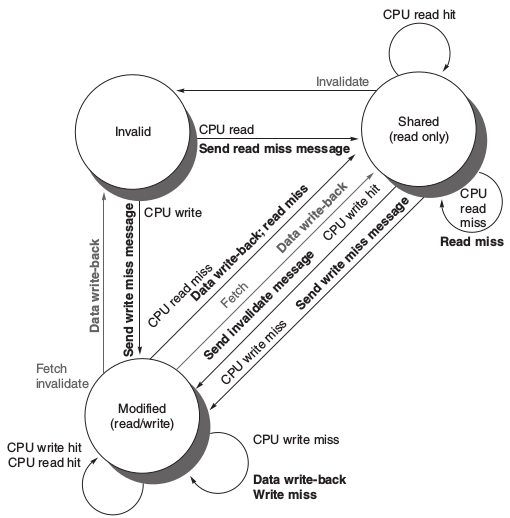 CPU read hit
Invalidate
Invalid
Shared
(read only)
CPU read
Send read miss message
CPU
read
miss
Read miss
CPU write
Send write miss message
Data write-back
Fetch
invalidate
CPU read miss
Data write-back; read miss
Fetch
Data write-back
CPU write hit
Send invalidate message
CPU write miss
Send write miss message
Modified
(read/write)
CPU write hit
CPU read hit
CPU write miss
Data write-back
Write miss